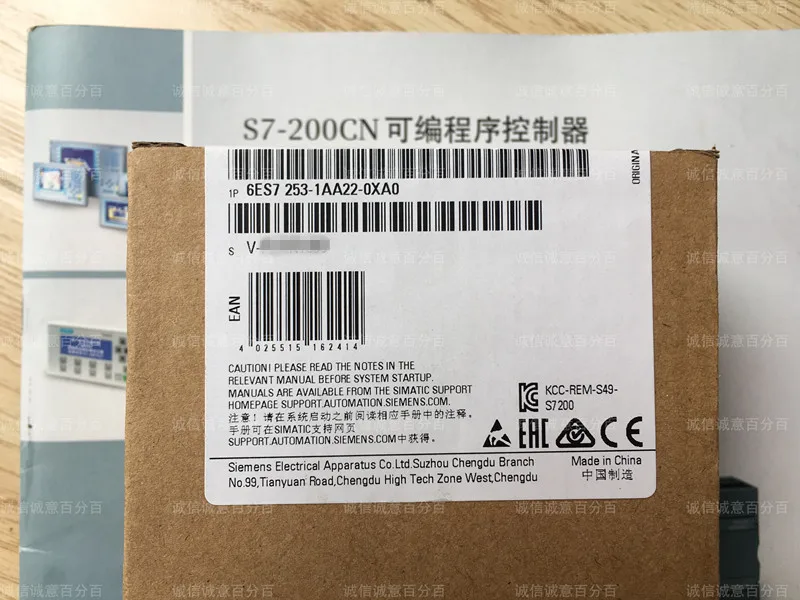 S7-200CN 可编程序控制器
1P 6ES7 253-1AA22-0XA0
ORIGINA
S V-
EAN
4 025515 162414
CAUTION! PLEASE READ THE NOTES IN THE
RELEVANT MANUAL BEFORE SYSTEM STARTUP.
MANUALS ARE AVAILABLE FROM THE SIMATIC SUPPORT
HOMEPAGE SUPPORT.AUTOMATION.SIEMENS.COM.
注意！请在系统启动之前阅读相应手册中的注释。
手册可在SIMATIC支持网页
SUPPORT.AUTOMATION.SIEMENS.COM中获得。
KCC-REM-S49-
S7200
EAC CE
Siemens Electrical Apparatus Co.Ltd.Suzhou Chengdu Branch
No.99,Tianyuan Road,Chengdu High Tech Zone West,Chengdu
Made in China
中国制造
诚信诚意百分百